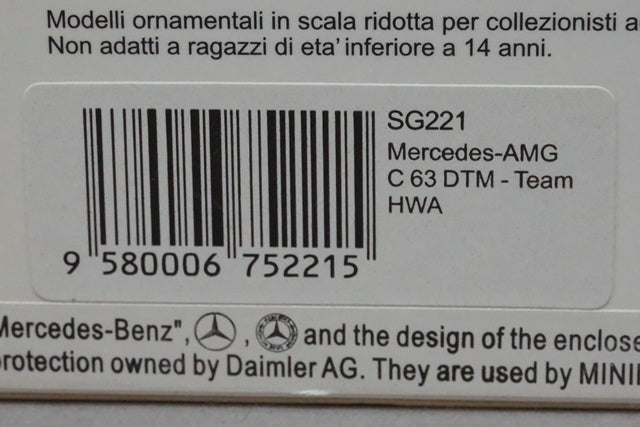 Modelli ornamentali in scala ridotta per collezionisti a
Non adatti a ragazzi di eta' inferiore a 14 anni.
SG221
Mercedes-AMG
C 63 DTM - Team
HWA
9 580006 752215
Mercedes-Benz", , and the design of the enclose
protection owned by Daimler AG. They are used by MINI